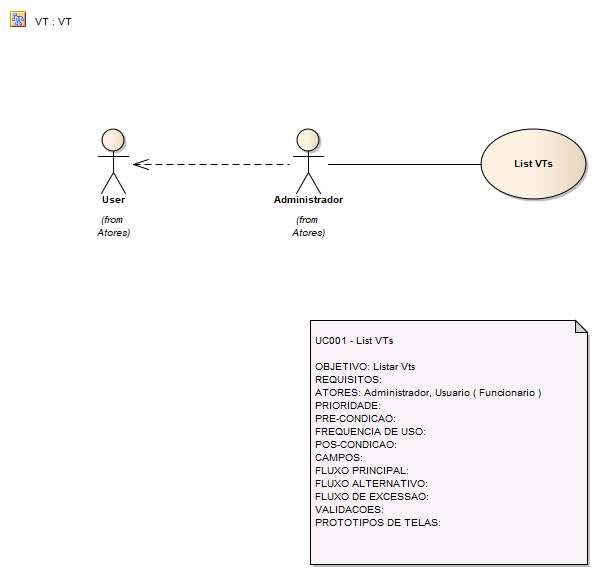 VT : VT
List VTs
User
Administrador
(from
Atores)
(from
Atores)
UC001 - List VTs
OBJETIVO: Listar Vts
REQUISITOS:
ATORES: Administrador, Usuario ( Funcionario )
PRIORIDADE:
PRE-CONDICAO:
FREQUENCIA DE USO:
POS-CONDICAO:
CAMPOS:
FLUXO PRINCIPAL:
FLUXO ALTERNATIVO:
FLUXO DE EXCESSAO:
VALIDACOES:
PROTOTIPOS DE TELAS: